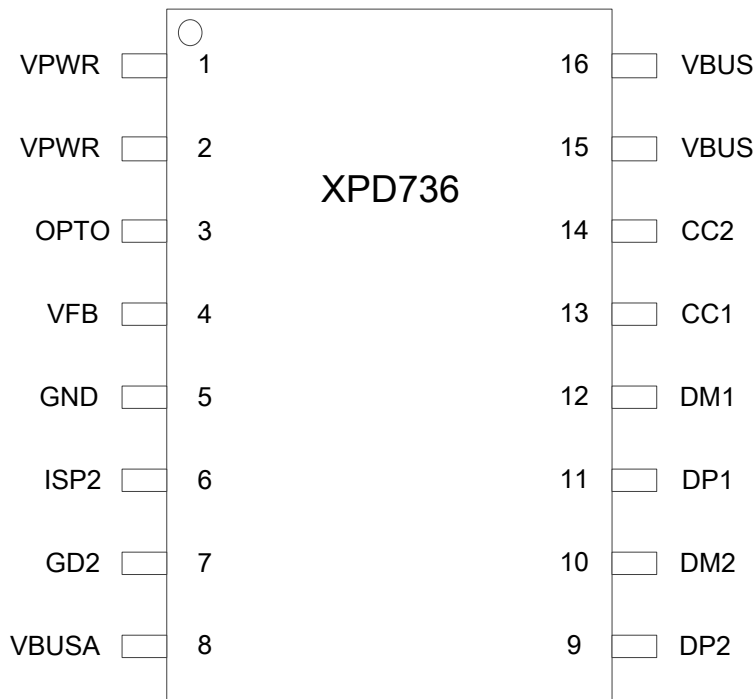 VPWR 1 16 VBUS
VPWR 2 15 VBUS
XPD736
OPTO 3 14 CC2
VFB 4 13 CC1
GND 5 12 DM1
ISP2 6 11 DP1
GD2 7 10 DM2
VBUSA 8 9 DP2